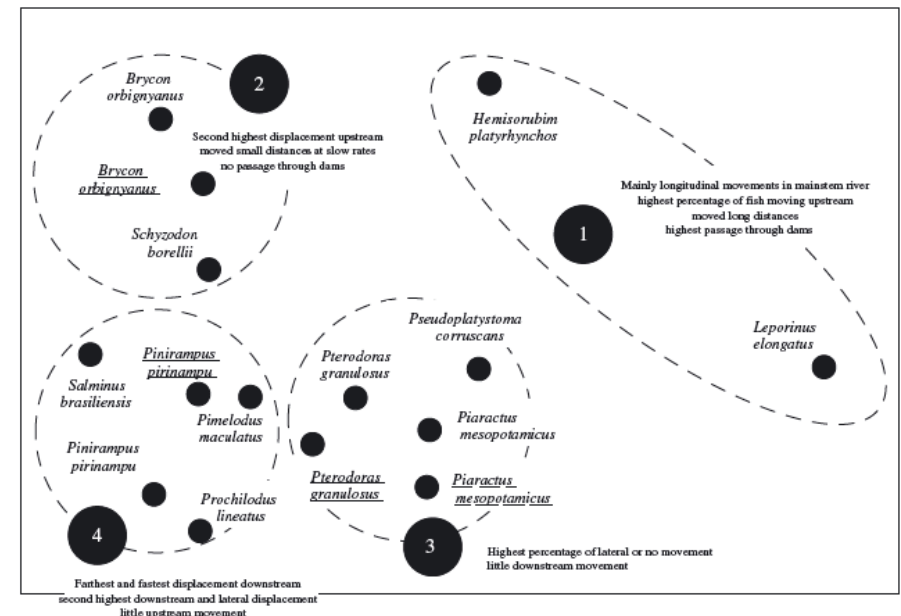 Brycon
orbignyanus
2
Second highest displacement upstream
moved small distances at slow rates
no passage through dams
Brycon
orbignyanus
Schyzodon
borellii
Hemisorubim
platyrhynchos
Mainly longitudinal movements in mainstem river
highest percentage of fish moving upstream
moved long distances
highest passage through dams
1
Leporinus
elongatus
Salminus
brasiliensis
Pinirampus
pirinampu
Pimelodus
maculatus
Pinirampus
pirinampu
Prochilodus
lineatus
4
Farthest and fastest displacement downstream
second highest downstream and lateral displacement
little upstream movement
Pseudoplatystoma
corruscans
Pterodoras
granulosus
Piaractus
mesopotamicus
Pterodoras
granulosus
Piaractus
mesopotamicus
3
Highest percentage of lateral or no movement
little downstream movement